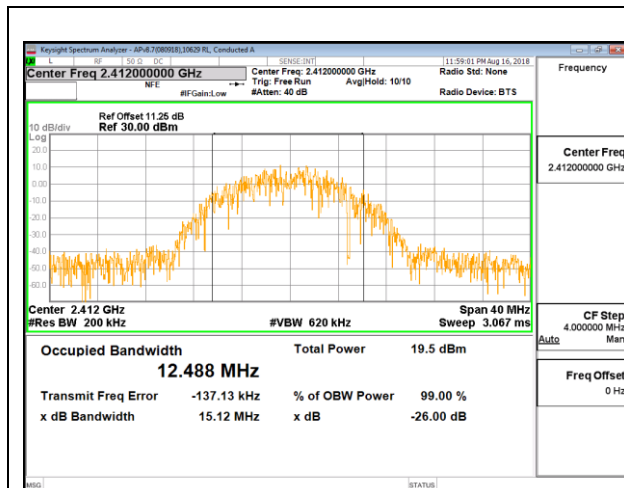 Keysight Spectrum Analyzer - APv8.7(080918),10629 RL, Conducted A
L RF 50 Ω DC SENSE:INT 11:59:01 PM Aug 16, 2018
Center Freq 2.412000000 GHz
NFE
#IFGain:Low
Center Freq: 2.412000000 GHz
Trig: Free Run Avg|Hold: 10/10
#Atten: 40 dB
Radio Std: None
Radio Device: BTS
Frequency
Ref Offset 11.25 dB
10 dB/div Ref 30.00 dBm
Log
20.0
10.0
0.00
-10.0
-20.0
-30.0
-40.0
-50.0
-60.0
Center 2.412 GHz Span 40 MHz
#Res BW 200 kHz #VBW 620 kHz Sweep 3.067 ms
Occupied Bandwidth Total Power 19.5 dBm
12.488 MHz
Transmit Freq Error -137.13 kHz % of OBW Power 99.00 %
x dB Bandwidth 15.12 MHz x dB -26.00 dB
Center Freq
2.412000000 GHz
CF Step
4.000000 MHz
Auto Man
Freq Offset
0 Hz
MSG STATUS